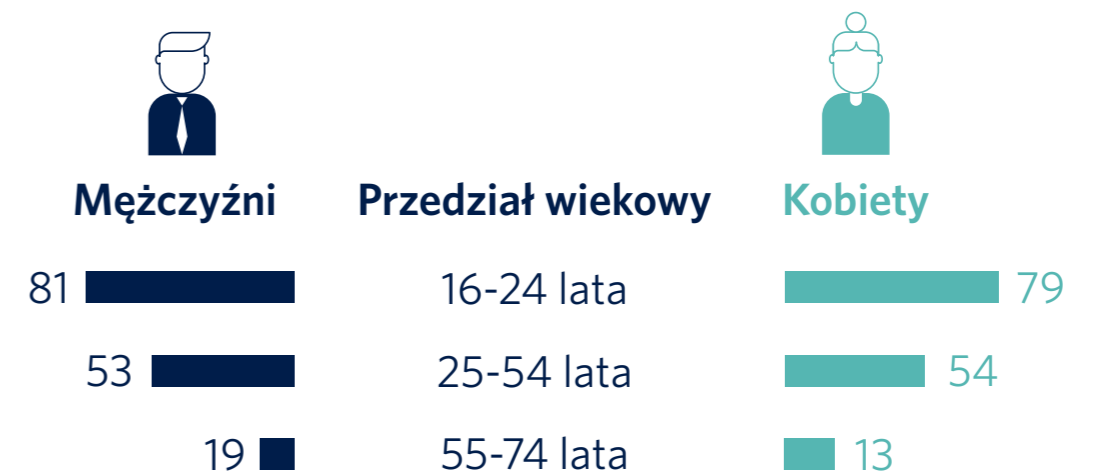 Mężczyźni Przedział wiekowy Kobiety
81 16-24 lata 79
53 25-54 lata 54
19 55-74 lata 13